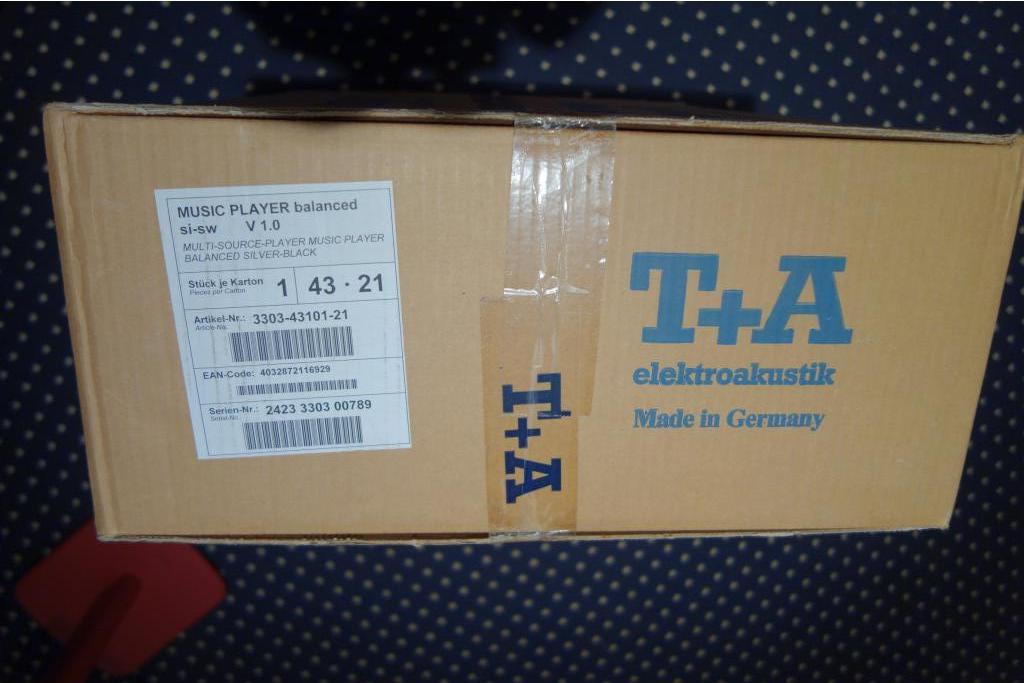 MUSIC PLAYER balanced
si-sw V 1.0
MULTI-SOURCE-PLAYER MUSIC PLAYER
BALANCED SILVER-BLACK
Stück je Karton 1 43 · 21
Pieces per Carton
Artikel-Nr.: 3303-43101-21
Article-No.
EAN-Code: 4032872116929
Serien-Nr.: 2423 3303 00789
Serial-No.
T+A
T+A
elektroakustik
Made in Germany